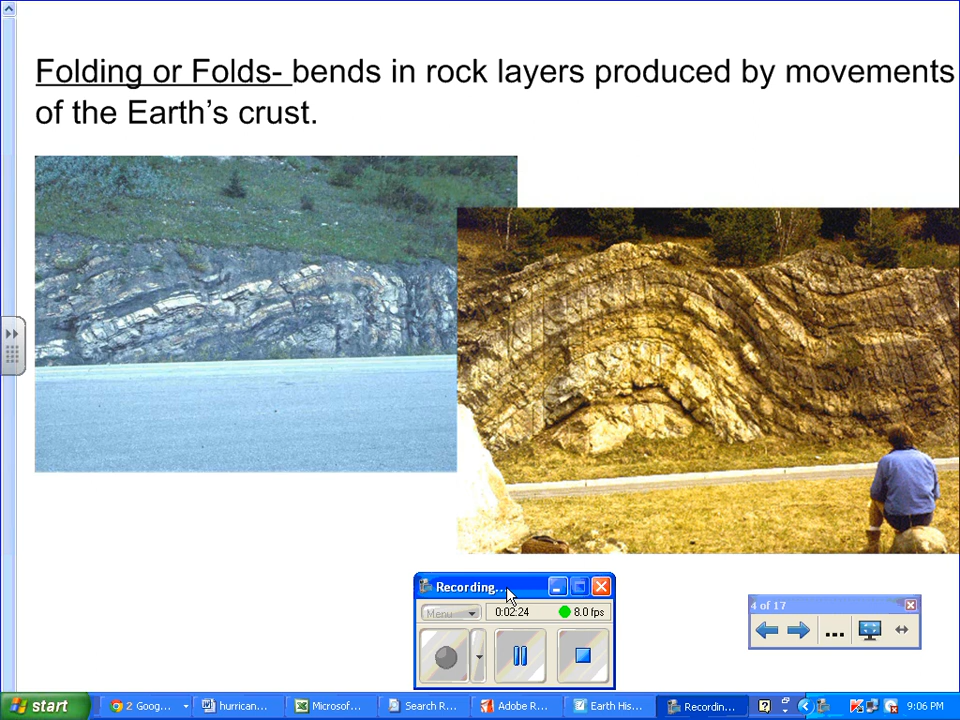 Folding or Folds- bends in rock layers produced by movements
of the Earth's crust.
Recording...
Menu
0:02:24
8.0 fps
4 of 17
...
start
2 Goog...
hurrican...
Microsof...
Search R...
Adobe R...
Earth His...
Recordin...
9:06 PM